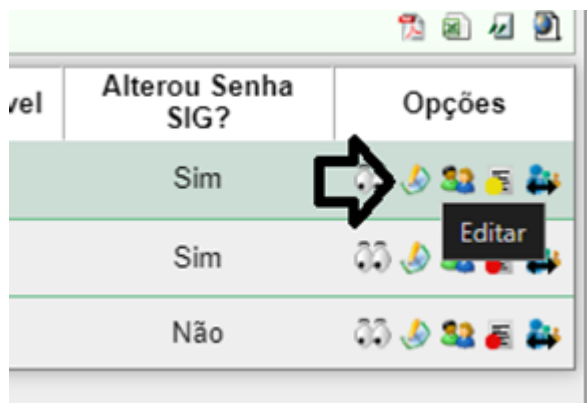 vel
Alterou Senha
SIG?
Opções
Sim
Editar
Sim
Não